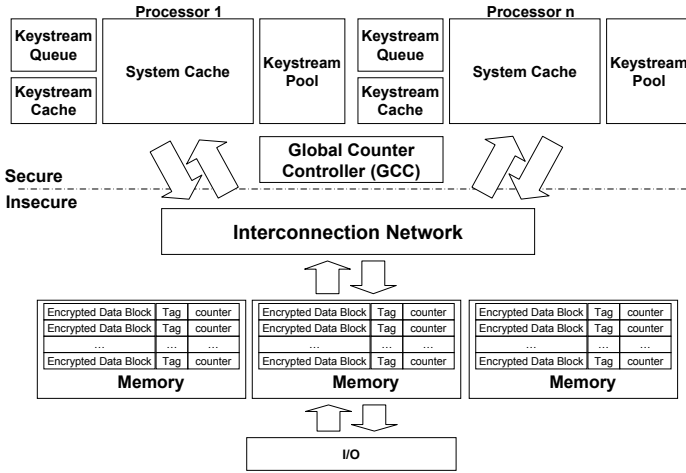 Processor 1
Processor n
Keystream Queue
Keystream Cache
System Cache
Keystream Pool
Keystream Queue
Keystream Cache
System Cache
Keystream Pool
Global Counter
Controller (GCC)
Secure
Insecure
Interconnection Network
Encrypted Data Block Tag counter
Encrypted Data Block Tag counter
... ... ...
Encrypted Data Block Tag counter
Memory
Encrypted Data Block Tag counter
Encrypted Data Block Tag counter
... ... ...
Encrypted Data Block Tag counter
Memory
Encrypted Data Block Tag counter
Encrypted Data Block Tag counter
... ... ...
Encrypted Data Block Tag counter
Memory
I/O